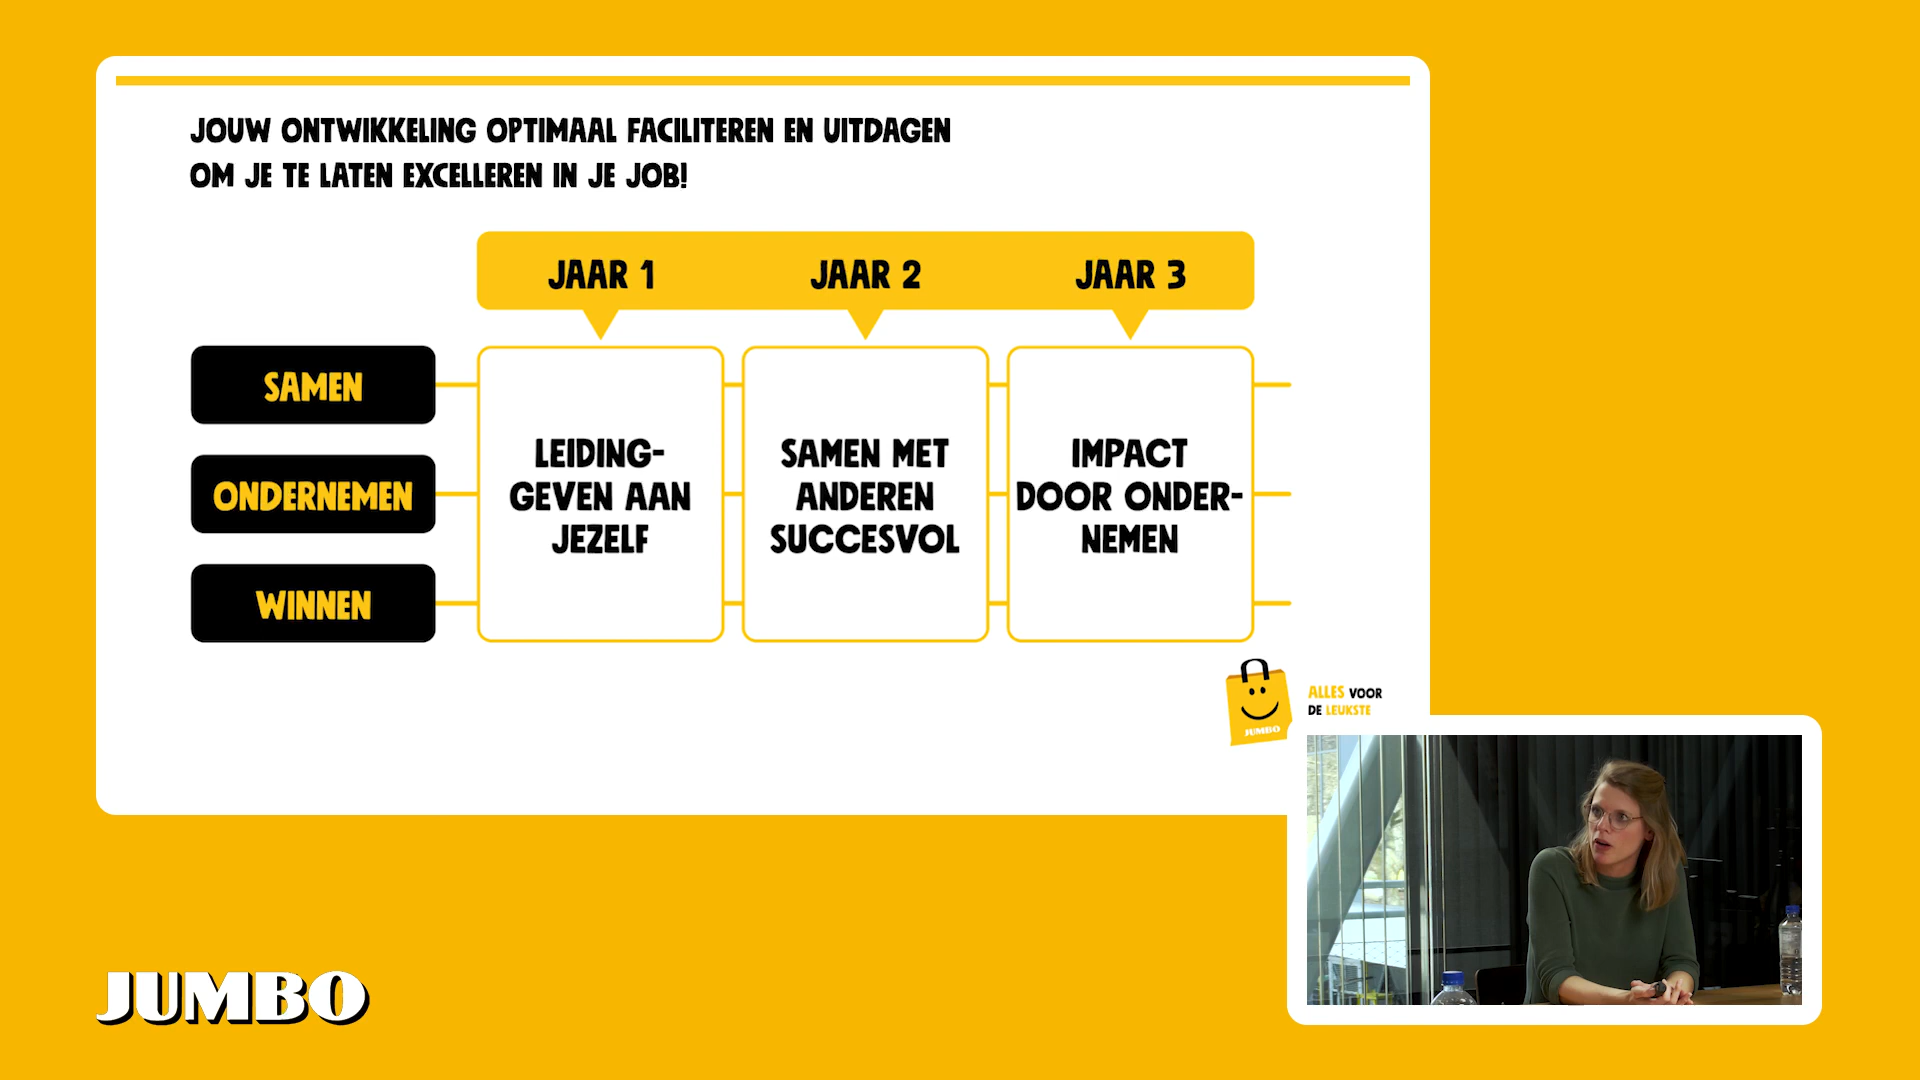 JOUW ONTWIKKELING OPTIMAAL FACILITEREN EN UITDAGEN
OM JE TE LATEN EXCELLEREN IN JE JOB!
JAAR 1
JAAR 2
JAAR 3
SAMEN
ONDERNEMEN
WINNEN
LEIDING-
GEVEN AAN
JEZELF
SAMEN MET
ANDEREN
SUCCESVOL
IMPACT
DOOR ONDER-
NEMEN
JUMBO
ALLES VOOR
DE LEUKSTE
JUMBO